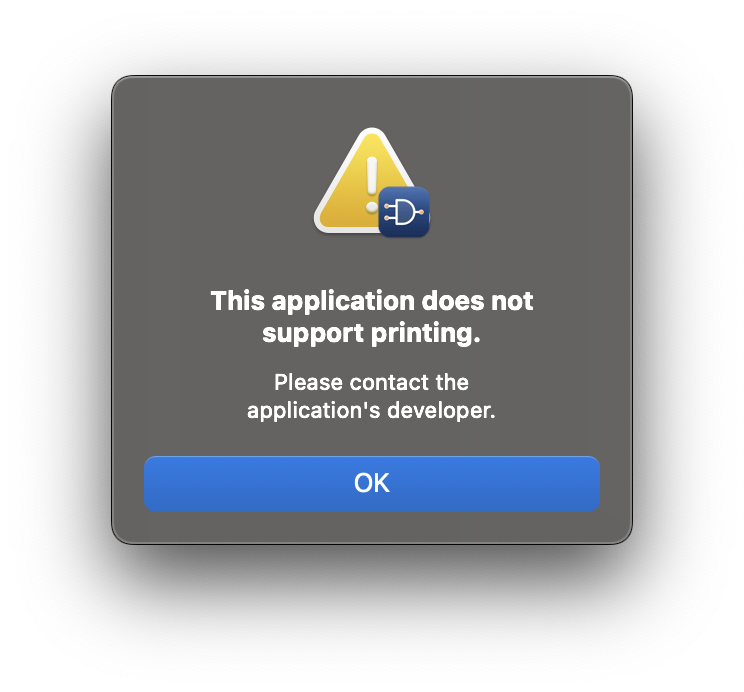 This application does not
support printing.
Please contact the
application's developer.
OK